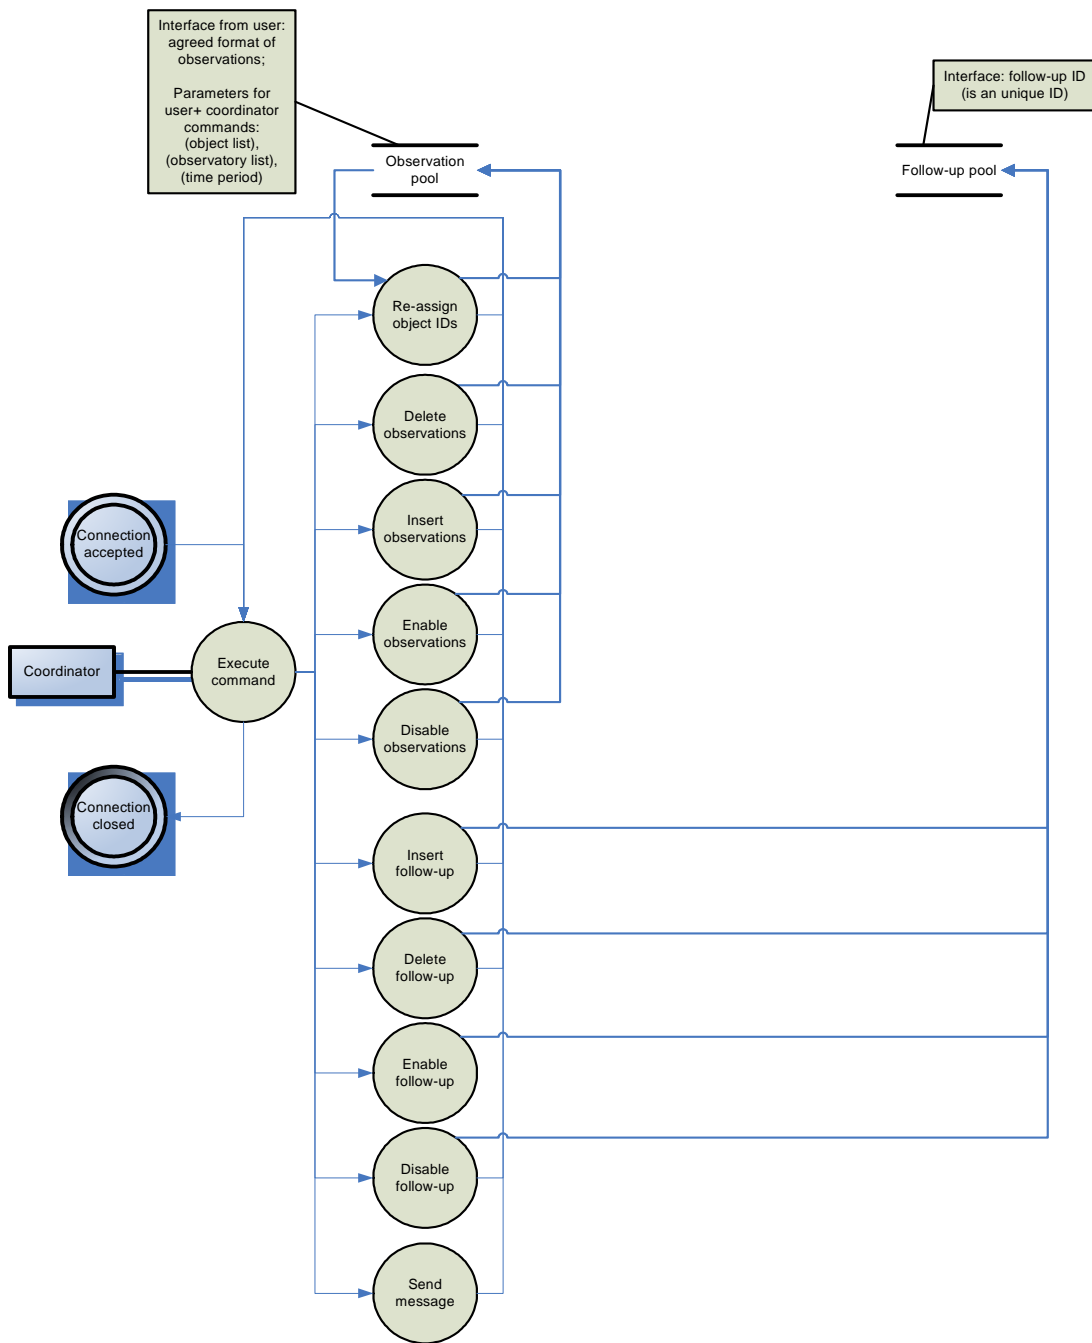 Interface from user:
agreed format of
observations;
Parameters for
user+ coordinator
commands:
(object list),
(observatory list),
(time period)
Interface: follow-up ID
(is an unique ID)
Observation
pool
Follow-up pool
Re-assign
object IDs
Delete
observations
Insert
observations
Connection
accepted
Enable
observations
Coordinator
Execute
command
Disable
observations
Connection
closed
Insert
follow-up
Delete
follow-up
Enable
follow-up
Disable
follow-up
Send
message